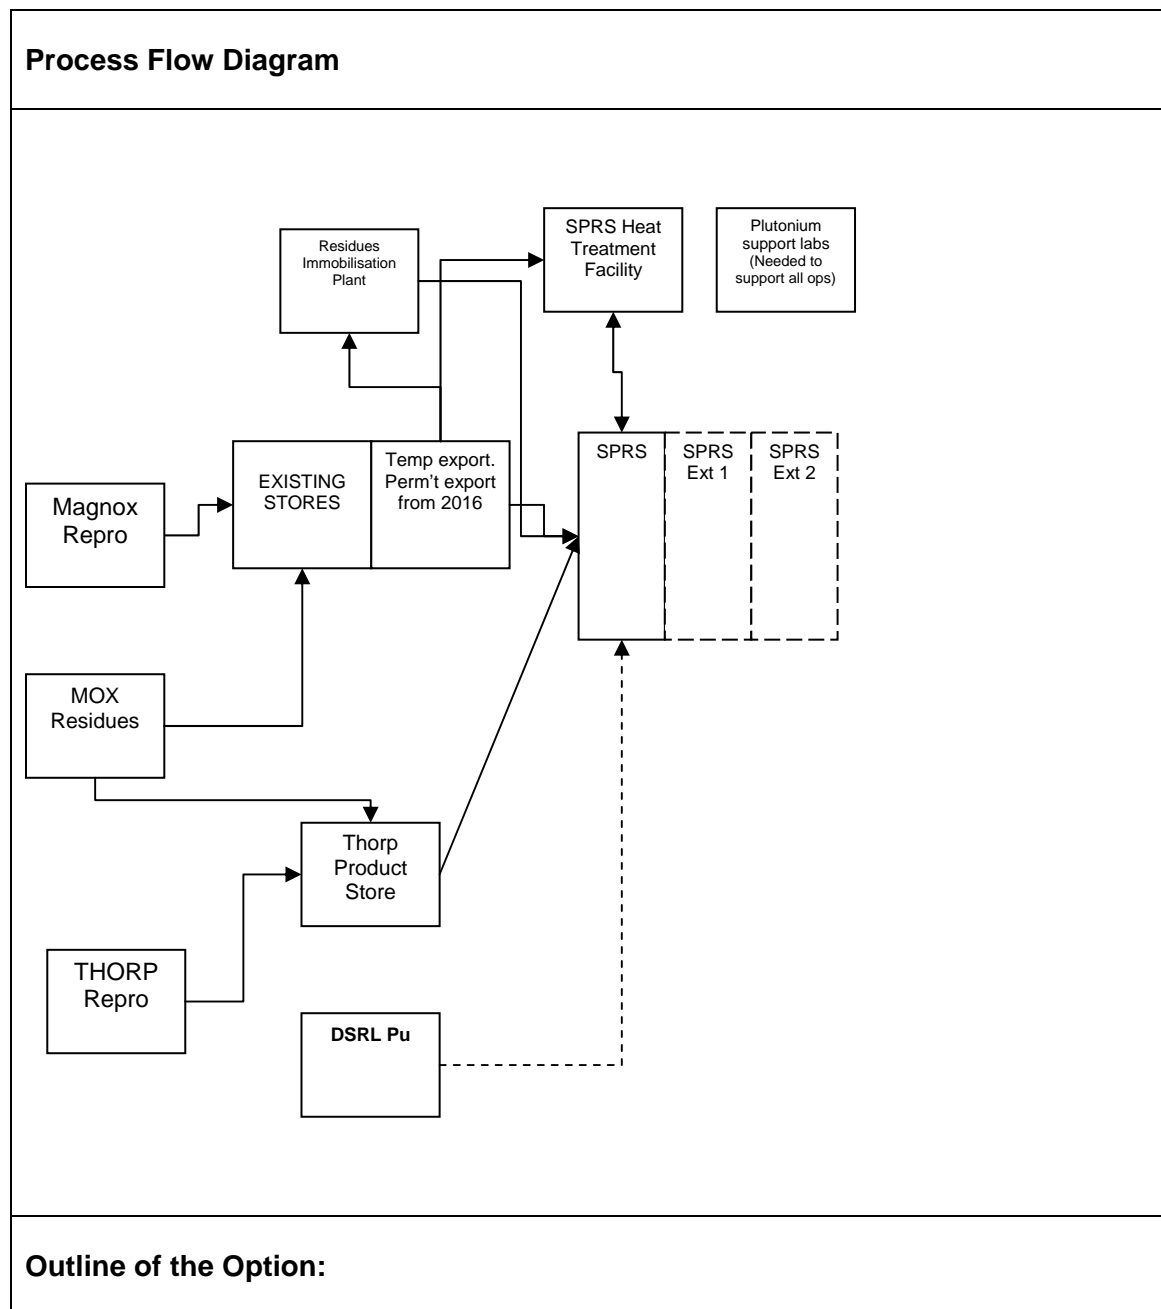 Process Flow Diagram
SPRS Heat
Treatment
Facility
Plutonium
support labs
(Needed to
support all ops)
Residues
Immobilisation
Plant
EXISTING
STORES
Temp export.
Perm’t export
from 2016
SPRS
SPRS
Ext 1
SPRS
Ext 2
Magnox
Repro
MOX
Residues
Thorp
Product
Store
THORP
Repro
DSRL Pu
Outline of the Option: